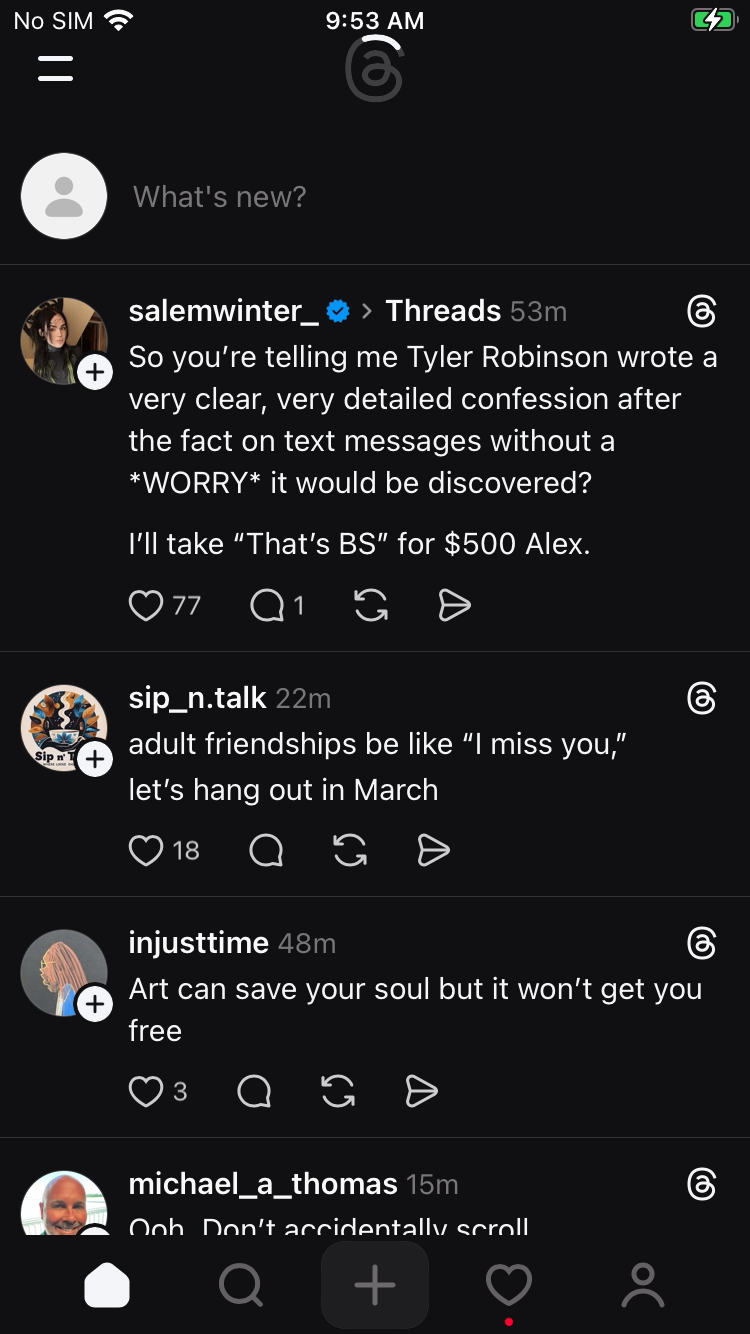 No SIM 9:53 AM
What's new?
salemwinter_ > Threads 53m
So you’re telling me Tyler Robinson wrote a
very clear, very detailed confession after
the fact on text messages without a
*WORRY* it would be discovered?
I’ll take “That’s BS” for $500 Alex.
77 1
sip_n.talk 22m
Sip n' T
adult friendships be like “I miss you,”
let’s hang out in March
18
injusttime 48m
Art can save your soul but it won’t get you
free
3
michael_a_thomas 15m
Ooh. Don’t accidentally scroll